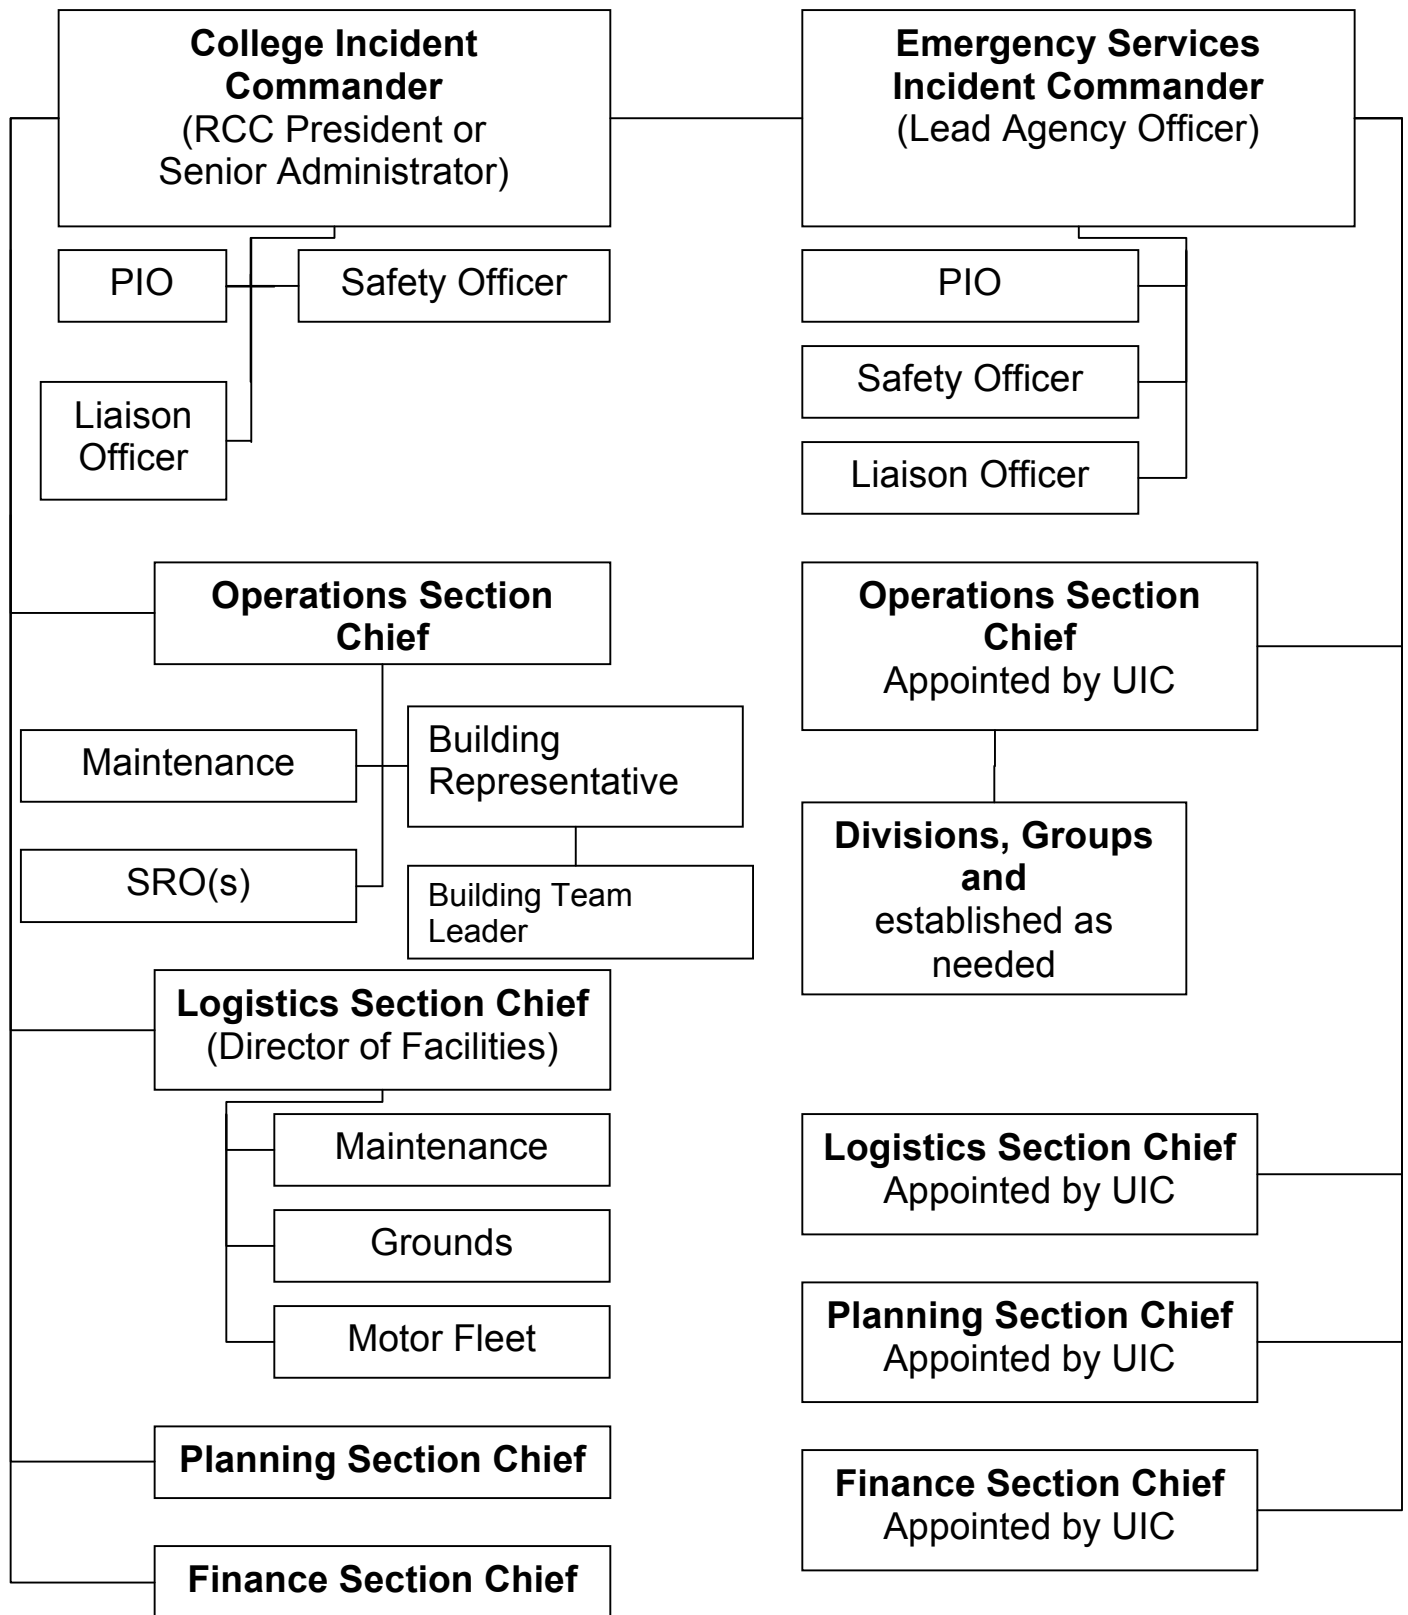 College Incident
Commander
(RCC President or
Senior Administrator)
PIO
Safety Officer
Liaison
Officer
Operations Section
Chief
Maintenance
Building
Representative
SRO(s)
Building Team
Leader
Logistics Section Chief
(Director of Facilities)
Maintenance
Grounds
Motor Fleet
Planning Section Chief
Finance Section Chief
Emergency Services
Incident Commander
(Lead Agency Officer)
PIO
Safety Officer
Liaison Officer
Operations Section
Chief
Appointed by UIC
Divisions, Groups
and
established as
needed
Logistics Section Chief
Appointed by UIC
Planning Section Chief
Appointed by UIC
Finance Section Chief
Appointed by UIC